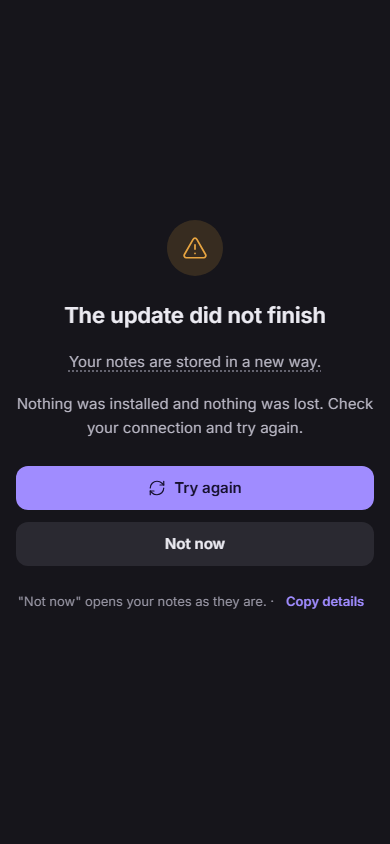 The update did not finish
Your notes are stored in a new way.
Nothing was installed and nothing was lost. Check
your connection and try again.
Try again
Not now
"Not now" opens your notes as they are. · Copy details